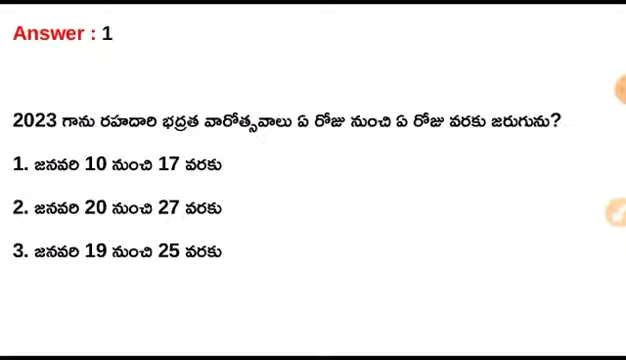 Answer : 1
2023 గాను రహదారి భద్రత వారోత్సవాలు ఏ రోజు నుంచి ఏ రోజు వరకు జరుగును?
1. జనవరి 10 నుంచి 17 వరకు
2. జనవరి 20 నుంచి 27 వరకు
3. జనవరి 19 నుంచి 25 వరకు